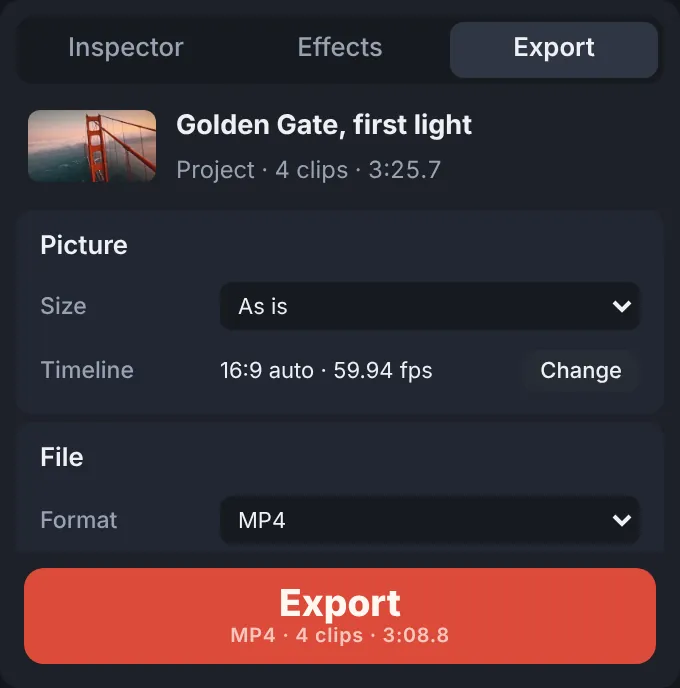 Inspector Effects Export
Golden Gate, first light
Project · 4 clips · 3:25.7
Picture
Size As is
Timeline 16:9 auto · 59.94 fps Change
File
Format MP4
Export
MP4 · 4 clips · 3:08.8